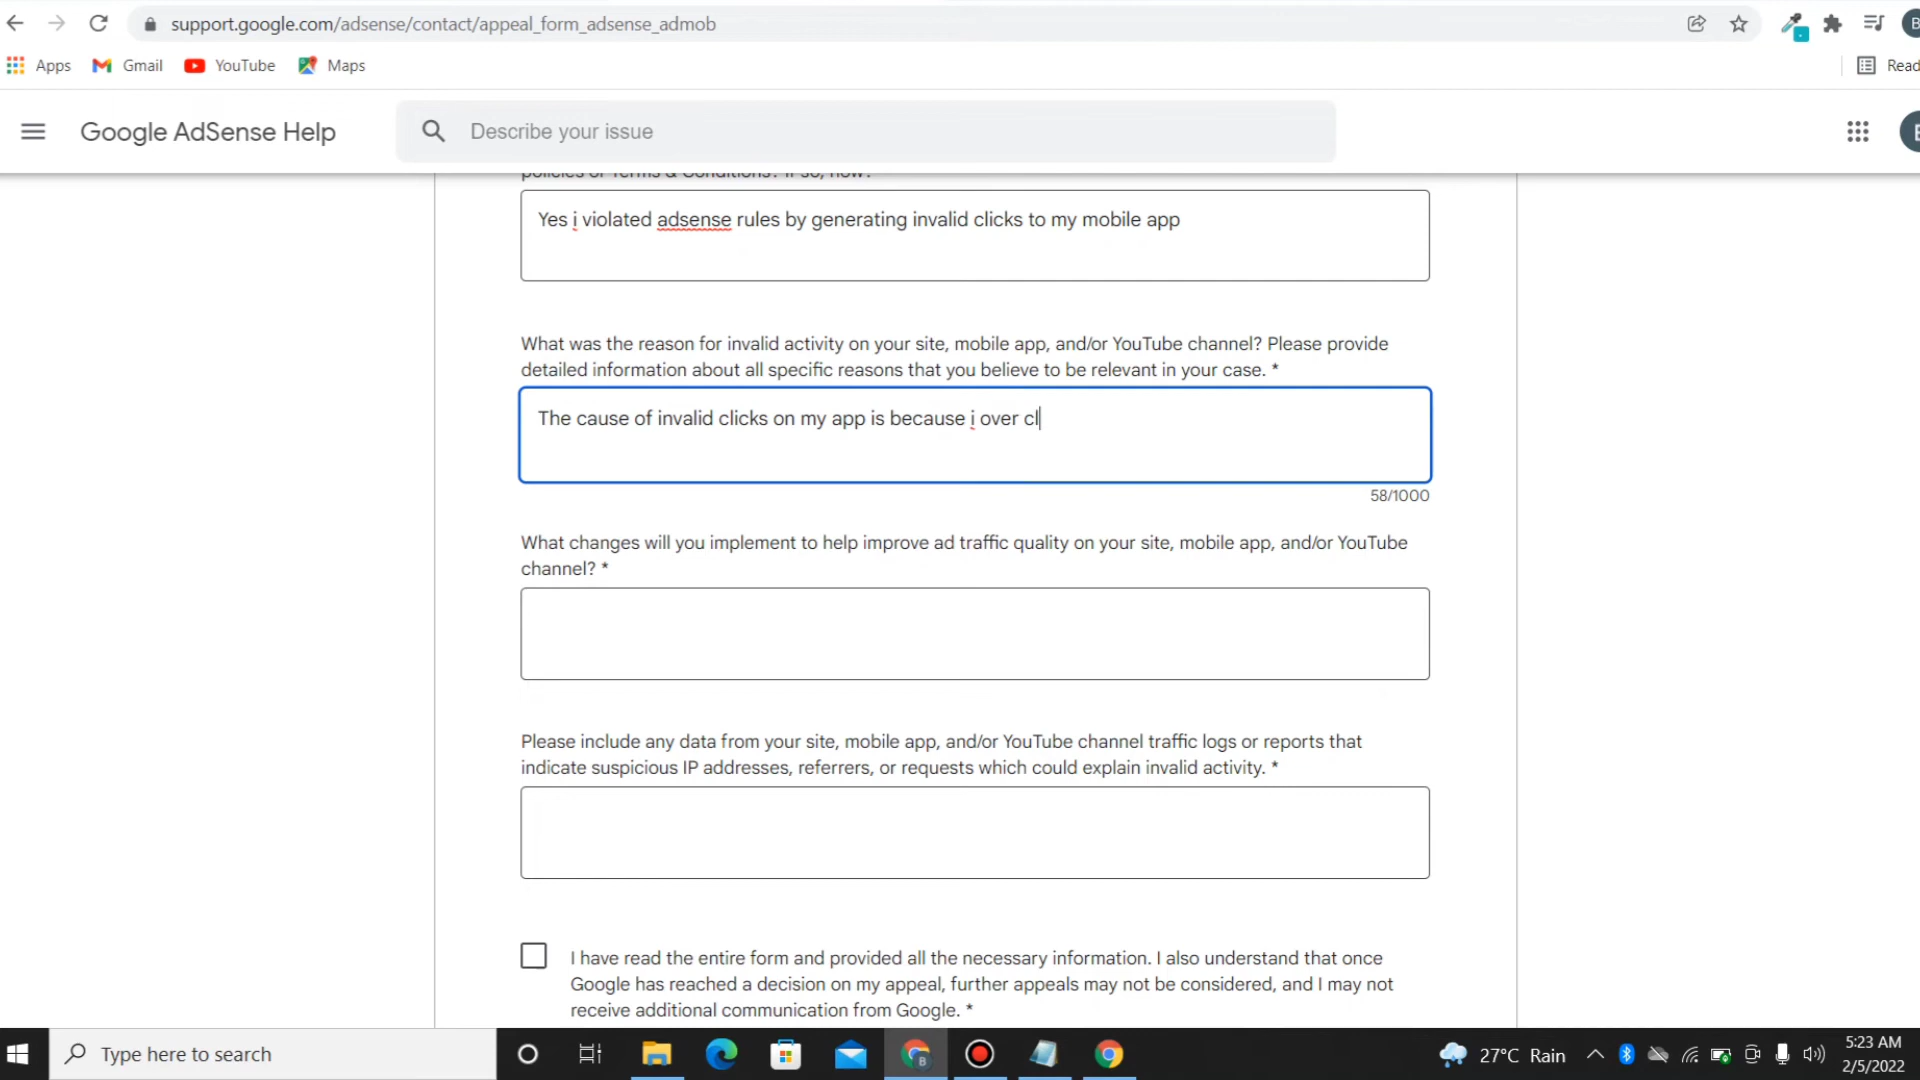 support.google.com/adsense/contact/appeal_form_adsense_admob
B
Apps
Gmail
YouTube
Maps
Read
Google AdSense Help
Describe your issue
policies or Terms & Conditions? If so, how?
Yes i violated adsense rules by generating invalid clicks to my mobile app
What was the reason for invalid activity on your site, mobile app, and/or YouTube channel? Please provide
detailed information about all specific reasons that you believe to be relevant in your case. *
The cause of invalid clicks on my app is because i over cl
58/1000
What changes will you implement to help improve ad traffic quality on your site, mobile app, and/or YouTube
channel? *
Please include any data from your site, mobile app, and/or YouTube channel traffic logs or reports that
indicate suspicious IP addresses, referrers, or requests which could explain invalid activity. *
I have read the entire form and provided all the necessary information. I also understand that once
Google has reached a decision on my appeal, further appeals may not be considered, and I may not
receive additional communication from Google. *
Type here to search
27°C Rain
5:23 AM
2/5/2022